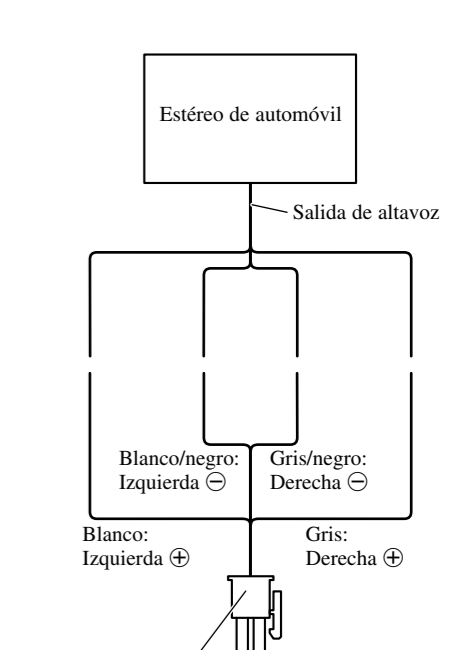 Estéreo de automóvil
Salida de altavoz
Blanco/negro:
Izquierda ⊖
Gris/negro:
Derecha ⊖
Blanco:
Izquierda ⊕
Gris:
Derecha ⊕